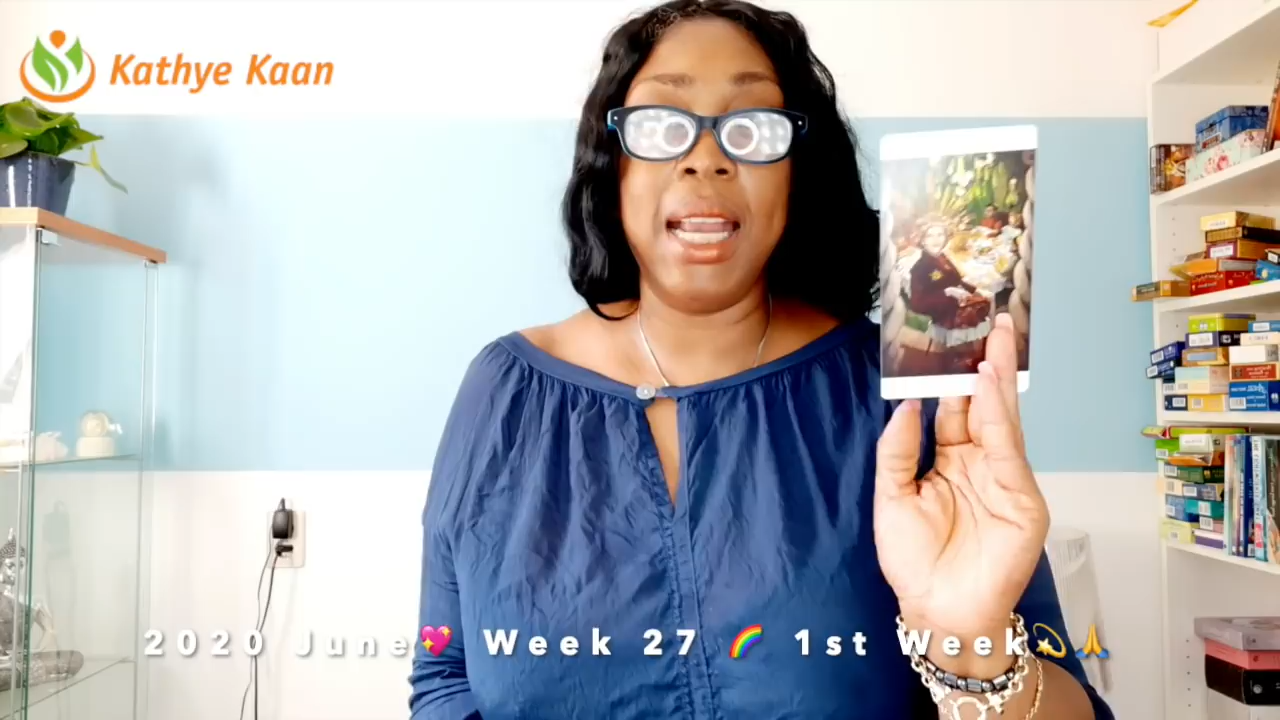 Kathye Kaan
2020 June💖 Week 27 🌈 1st Week💫🙏